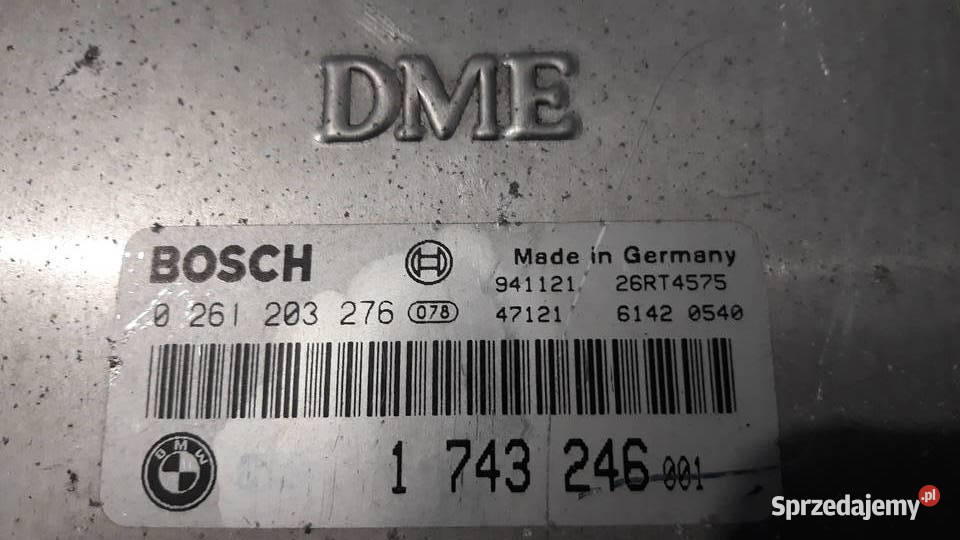 DME
BOSCH
Made in Germany
941121 26RT4575
0 261 203 276 078 47121 6142 0540
BMW
1 743 246 001
Sprzedajemy.pl